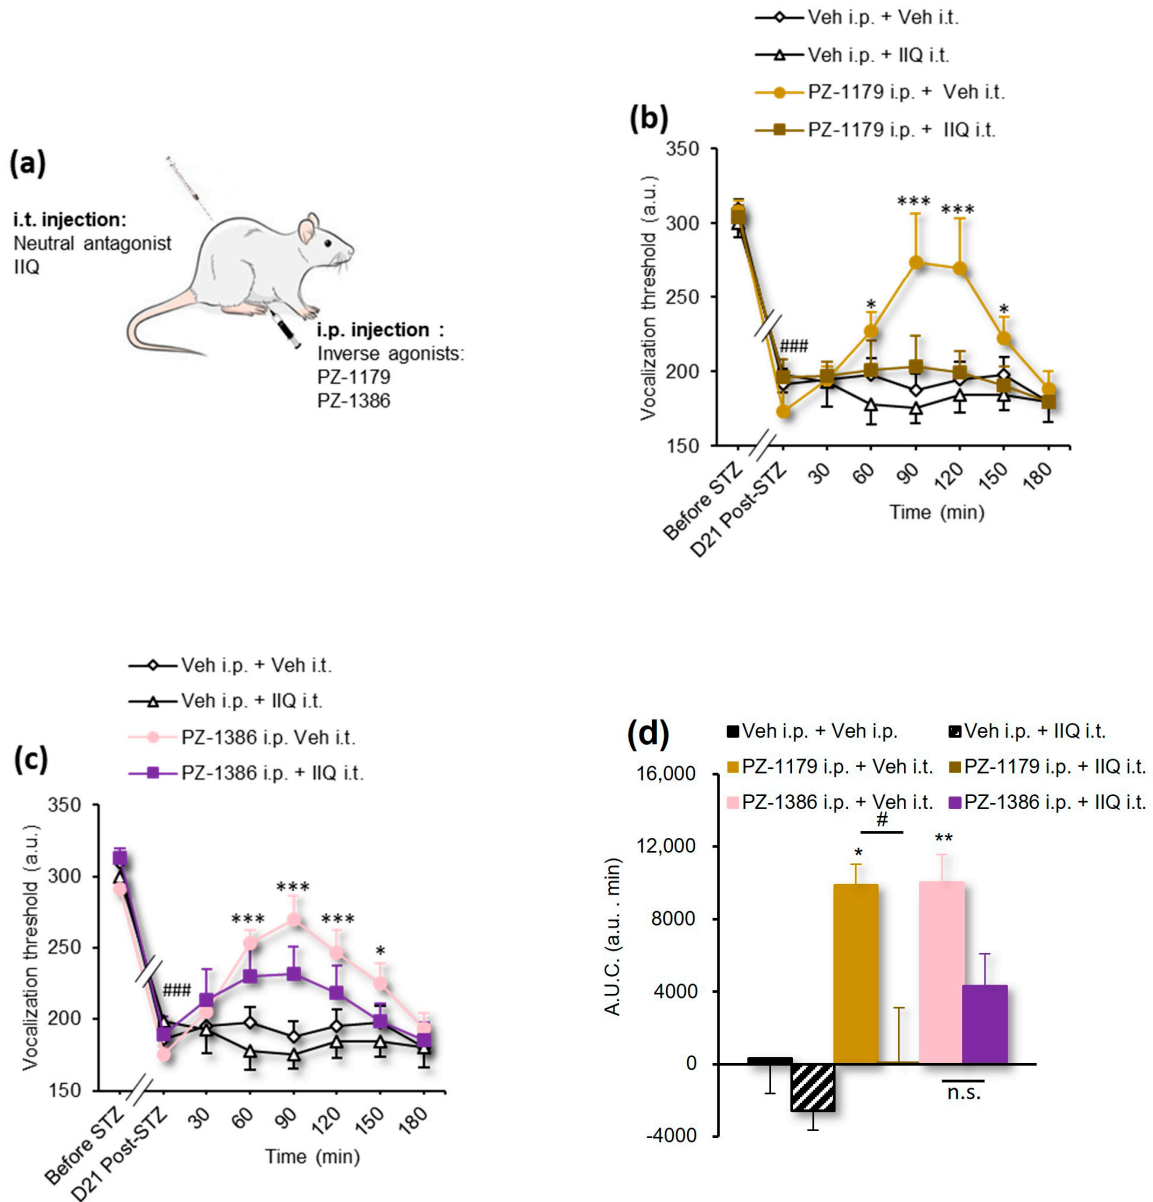 (a)
i.t. injection:
Neutral antagonist
IIQ
i.p. injection :
Inverse agonists:
PZ-1179
PZ-1386
(b)
Veh i.p. + Veh i.t.
Veh i.p. + IIQ i.t.
PZ-1179 i.p. + Veh i.t.
PZ-1179 i.p. + IIQ i.t.
Vocalization threshold (a.u.)
350
300
250
200
150
***
***
*
*
###
Before STZ
D21 Post-STZ
30
60
90
120
150
180
Time (min)
(c)
Veh i.p. + Veh i.t.
Veh i.p. + IIQ i.t.
PZ-1386 i.p. Veh i.t.
PZ-1386 i.p. + IIQ i.t.
Vocalization threshold (a.u.)
350
300
250
200
150
***
***
***
*
###
Before STZ
D21 Post-STZ
30
60
90
120
150
180
Time (min)
(d)
Veh i.p. + Veh i.p.
Veh i.p. + IIQ i.t.
PZ-1179 i.p. + Veh i.t.
PZ-1179 i.p. + IIQ i.t.
PZ-1386 i.p. + Veh i.t.
PZ-1386 i.p. + IIQ i.t.
A.U.C. (a.u. . min)
16,000
12,000
8000
4000
0
-4000
#
*
**
n.s.